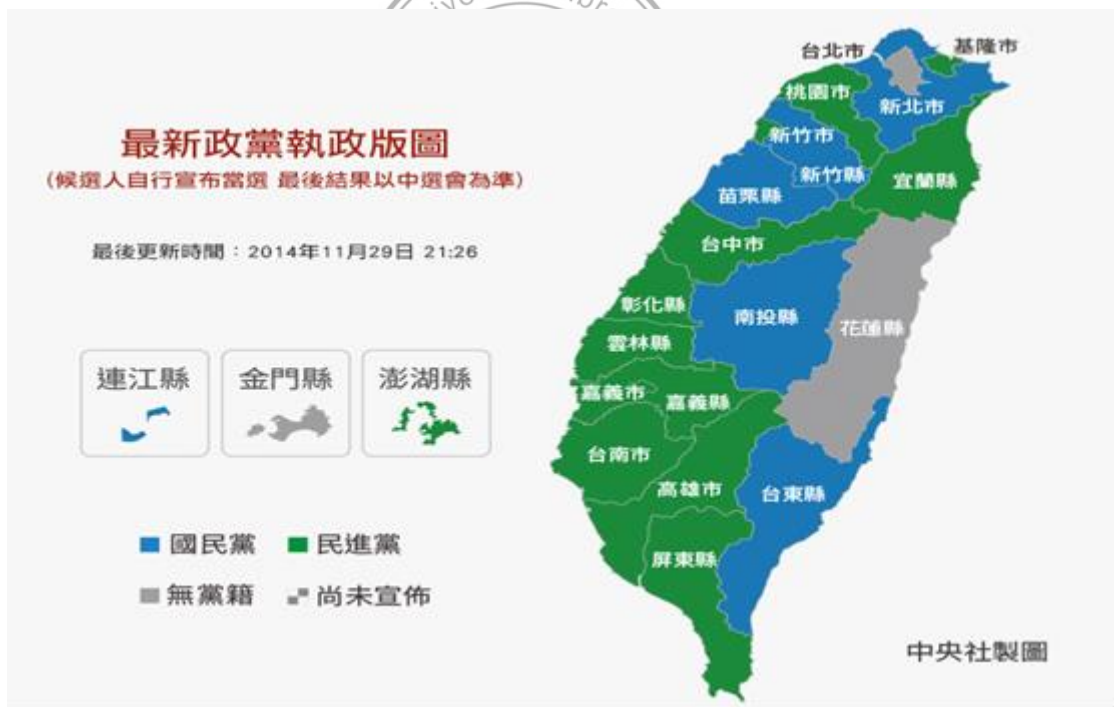 最新政黨執政版圖
(候選人自行宣布當選 最後結果以中選會為準)
最後更新時間：2014年11月29日 21:26
連江縣
金門縣
澎湖縣
國民黨
民進黨
無黨籍
尚未宣佈
台北市
基隆市
桃園市
新北市
新竹市
新竹縣
宜蘭縣
苗栗縣
台中市
彰化縣
南投縣
花蓮縣
雲林縣
嘉義市
嘉義縣
台南市
高雄市
台東縣
屏東縣
中央社製圖